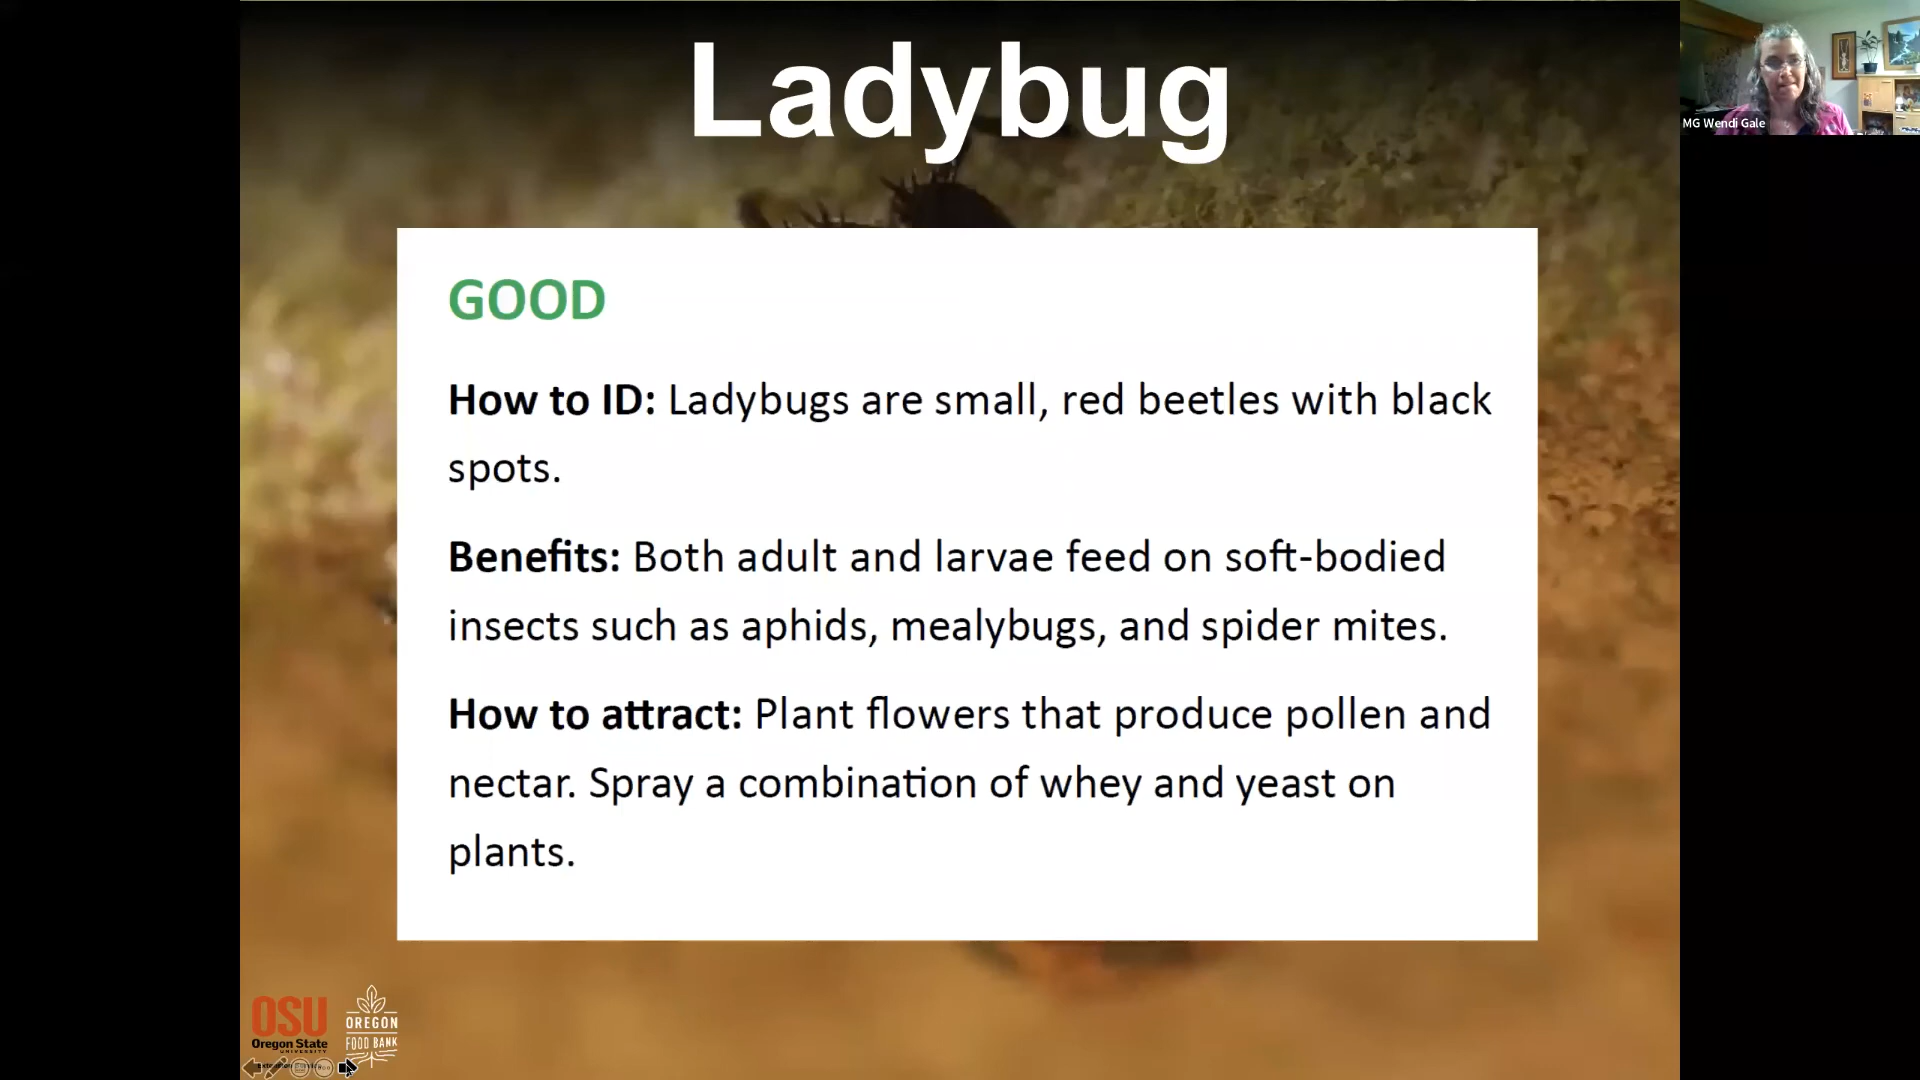 Ladybug
MG Wendi Gale
GOOD
How to ID: Ladybugs are small, red beetles with black
spots.
Benefits: Both adult and larvae feed on soft-bodied
insects such as aphids, mealybugs, and spider mites.
How to attract: Plant flowers that produce pollen and
nectar. Spray a combination of whey and yeast on
plants.
OSU
Oregon State
UNIVERSITY
OREGON
FOOD BANK